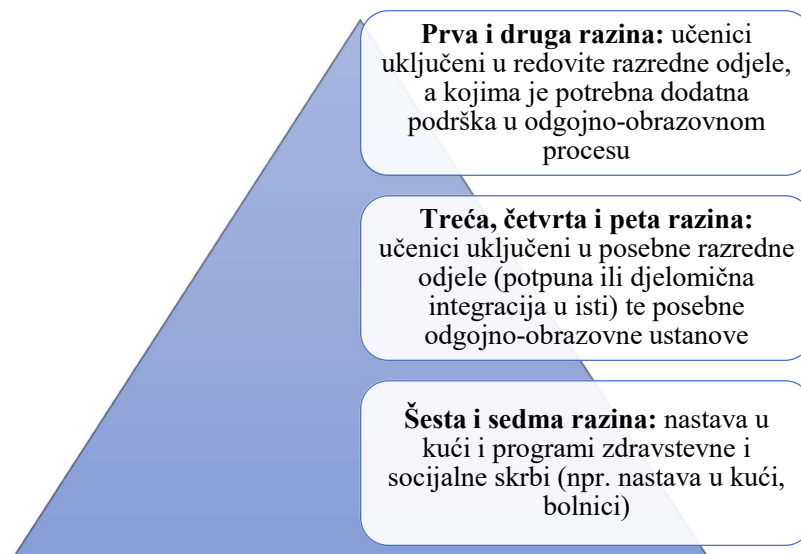 Prva i druga razina: učenici
uključeni u redovite razredne odjele,
a kojima je potrebna dodatna
podrška u odgojno-obrazovnom
procesu
Treća, četvrta i peta razina:
učenici uključeni u posebne razredne
odjele (potpuna ili djelomična
integracija u isti) te posebne
odgojno-obrazovne ustanove
Šesta i sedma razina: nastava u
kući i programi zdravstevne i
socijalne skrbi (npr. nastava u kući,
bolnici)